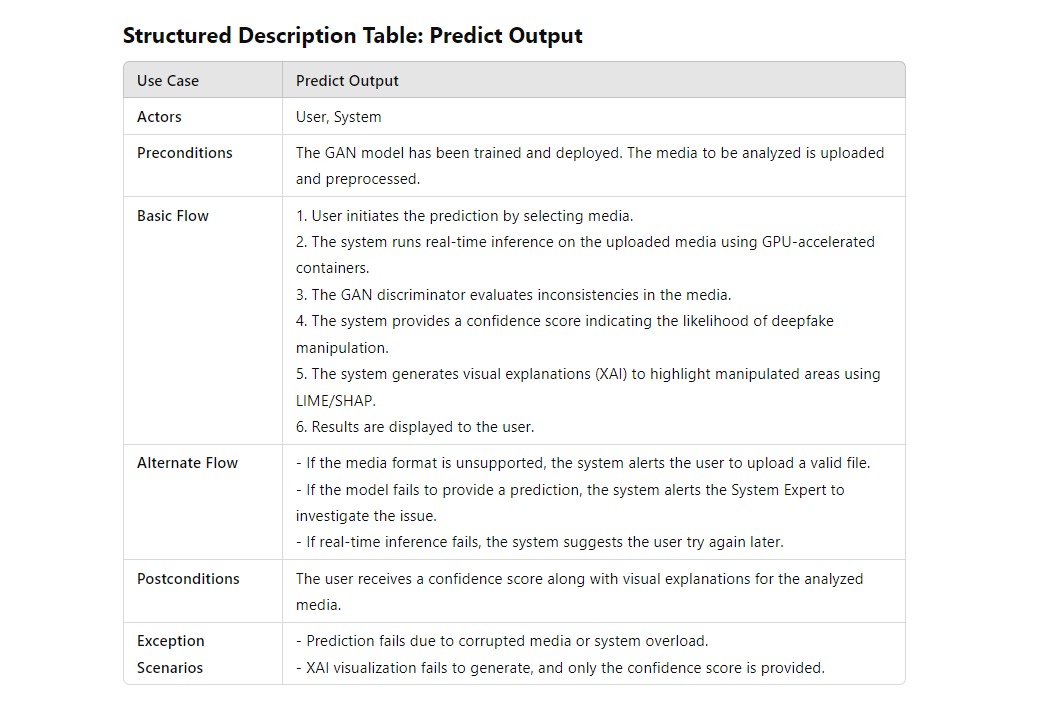 Structured Description Table: Predict Output
Use Case
Predict Output
Actors
User, System
Preconditions
The GAN model has been trained and deployed. The media to be analyzed is uploaded
and preprocessed.
Basic Flow
1. User initiates the prediction by selecting media.
2. The system runs real-time inference on the uploaded media using GPU-accelerated
containers.
3. The GAN discriminator evaluates inconsistencies in the media.
4. The system provides a confidence score indicating the likelihood of deepfake
manipulation.
5. The system generates visual explanations (XAI) to highlight manipulated areas using
LIME/SHAP.
6. Results are displayed to the user.
Alternate Flow
- If the media format is unsupported, the system alerts the user to upload a valid file.
- If the model fails to provide a prediction, the system alerts the System Expert to
investigate the issue.
- If real-time inference fails, the system suggests the user try again later.
Postconditions
The user receives a confidence score along with visual explanations for the analyzed
media.
Exception
Scenarios
- Prediction fails due to corrupted media or system overload.
- XAI visualization fails to generate, and only the confidence score is provided.